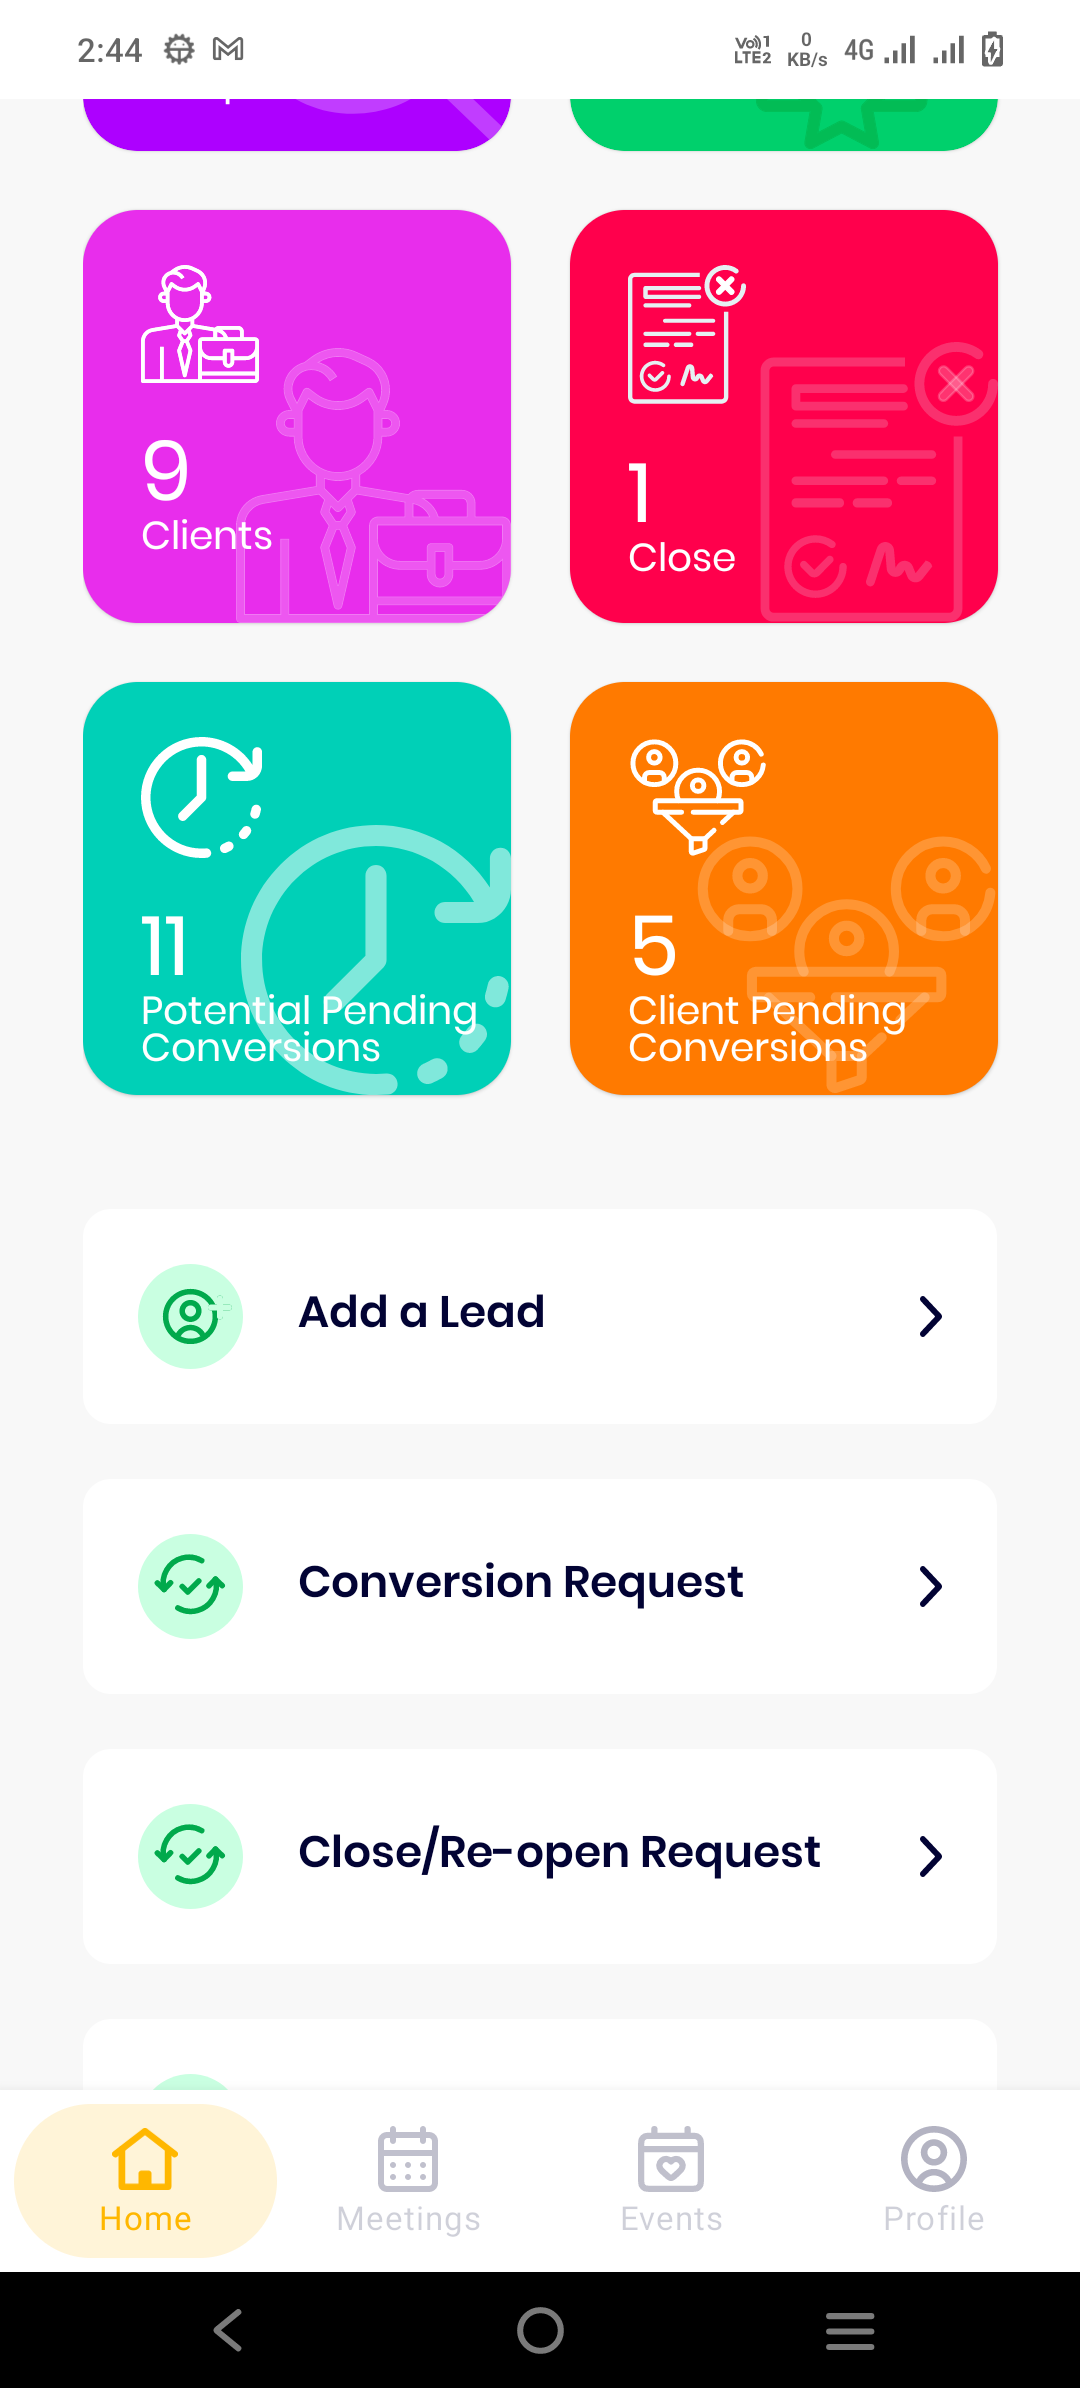 2:44
Vo)) 1
LTE2
0
KB/s
4G
9
Clients
1
Close
11
Potential Pending
Conversions
5
Client Pending
Conversions
Add a Lead
Conversion Request
Close/Re-open Request
Home
Meetings
Events
Profile